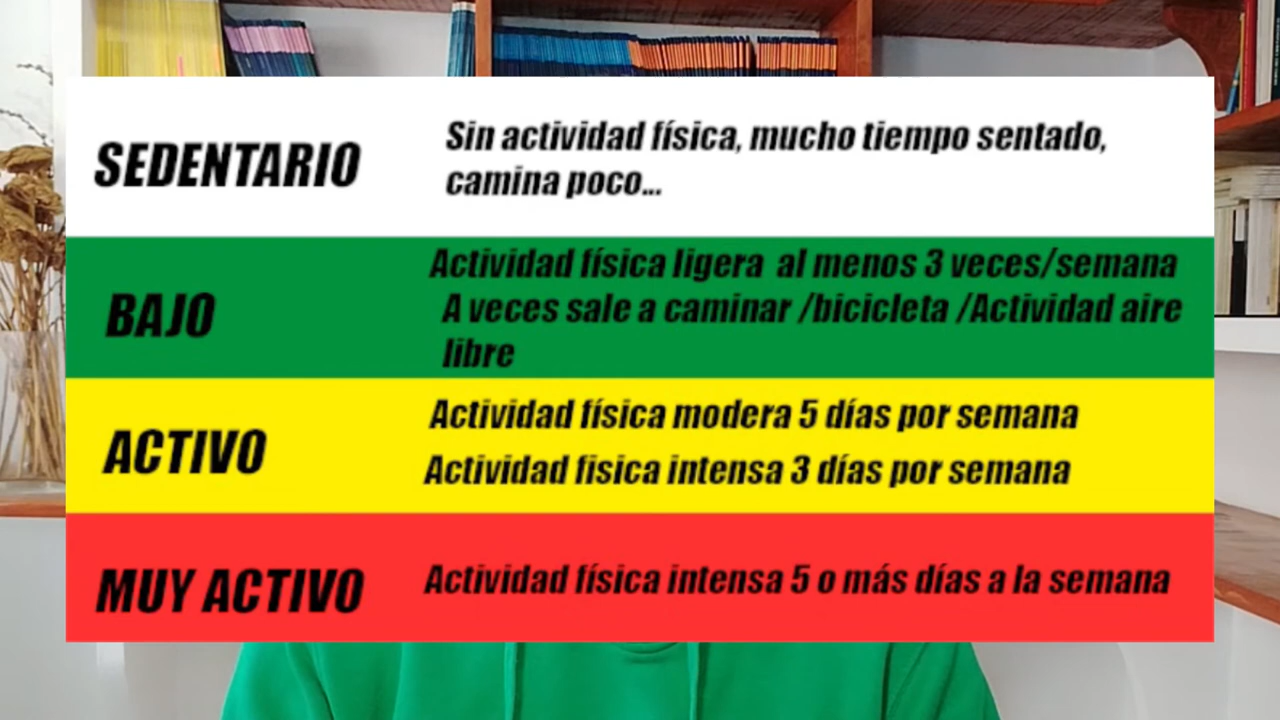 SEDENTARIO
Sin actividad física, mucho tiempo sentado,
camina poco...
BAJO
Actividad física ligera al menos 3 veces/semana
A veces sale a caminar /bicicleta /Actividad aire
libre
ACTIVO
Actividad física modera 5 días por semana
Actividad fisica intensa 3 días por semana
MUY ACTIVO
Actividad física intensa 5 o más días a la semana